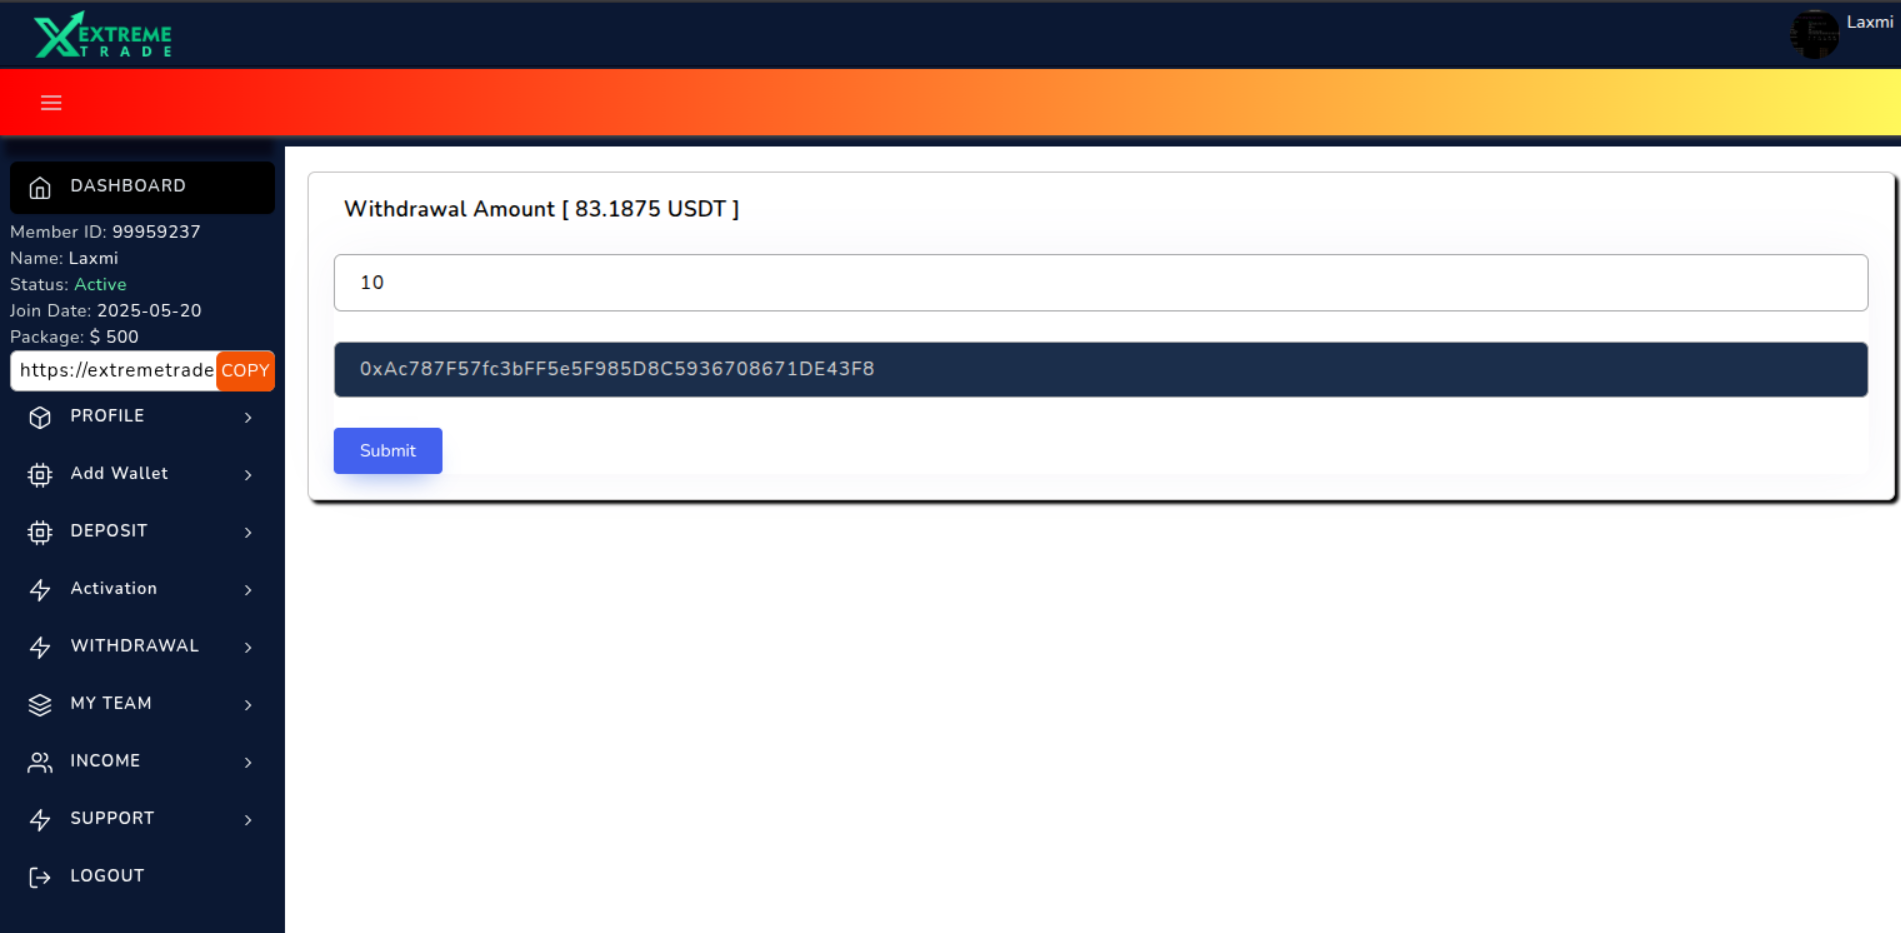 EXTREME
TRADE
Laxmi
DASHBOARD
Member ID: 99959237
Name: Laxmi
Status: Active
Join Date: 2025-05-20
Package: $ 500
https://extremetrade COPY
PROFILE
Add Wallet
DEPOSIT
Activation
WITHDRAWAL
MY TEAM
INCOME
SUPPORT
LOGOUT
Withdrawal Amount [ 83.1875 USDT ]
10
0xAc787F57fc3bFF5e5F985D8C5936708671DE43F8
Submit